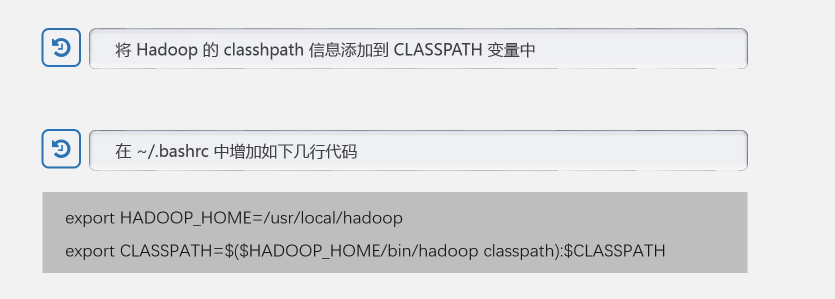 将 Hadoop 的 classhpath 信息添加到 CLASSPATH 变量中
在 ~/.bashrc 中增加如下几行代码
export HADOOP_HOME=/usr/local/hadoop
export CLASSPATH=$($HADOOP_HOME/bin/hadoop classpath):$CLASSPATH